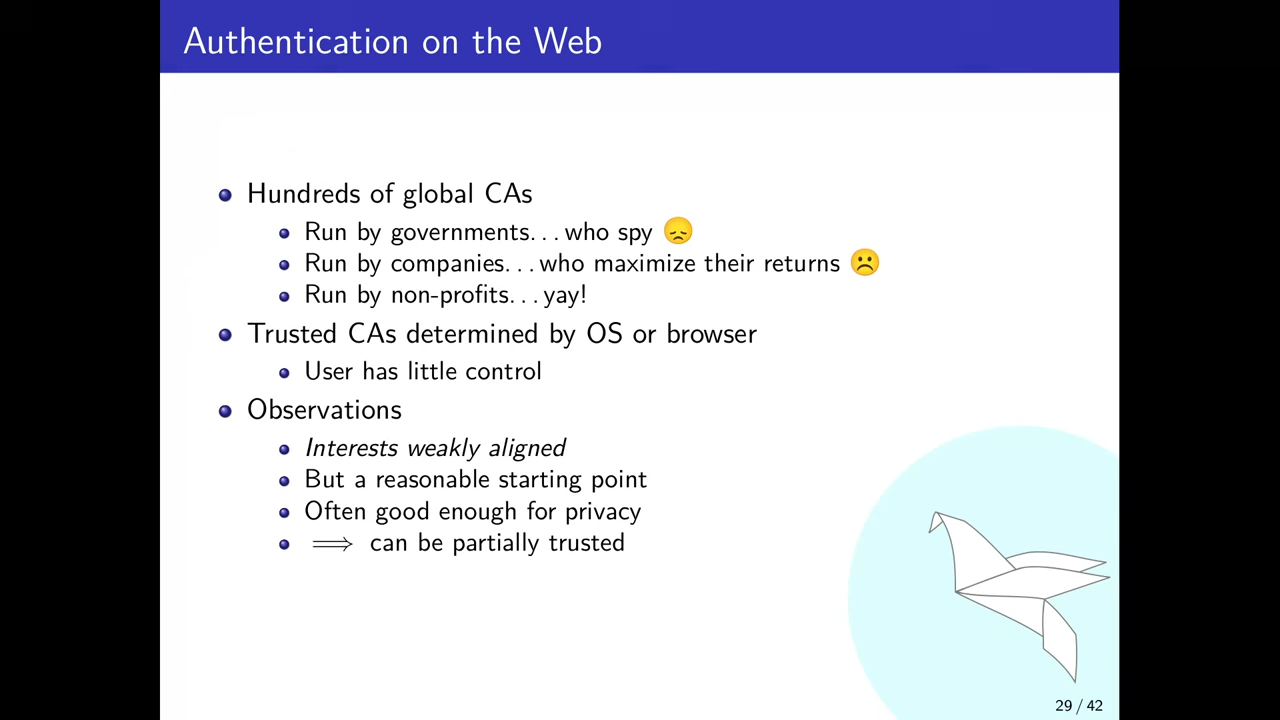 Authentication on the Web
Hundreds of global CAs
Run by governments...who spy 😞
Run by companies...who maximize their returns ☹️
Run by non-profits...yay!
Trusted CAs determined by OS or browser
User has little control
Observations
Interests weakly aligned
But a reasonable starting point
Often good enough for privacy
⟹ can be partially trusted
29 / 42